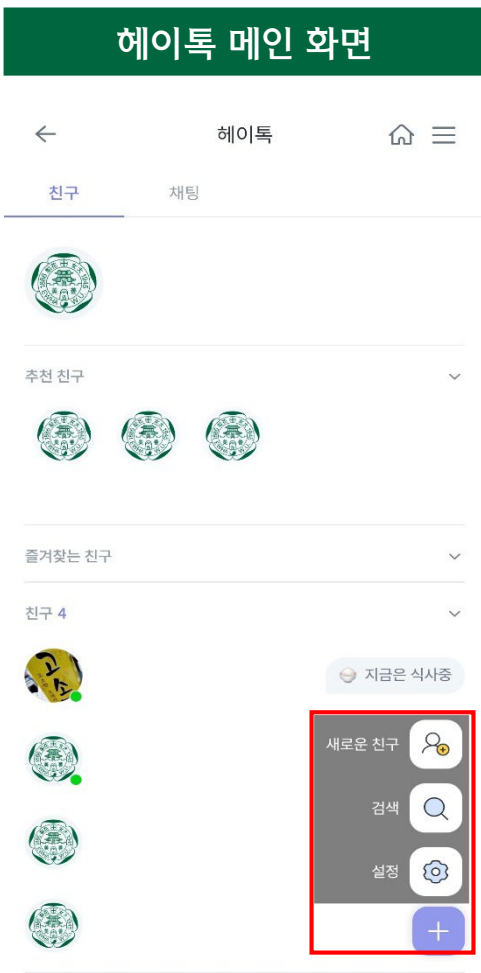 헤이톡 메인 화면
헤이톡
친구 채팅
추천 친구
즐겨찾는 친구
친구 4
고소
지금은 식사중
새로운 친구
검색
설정